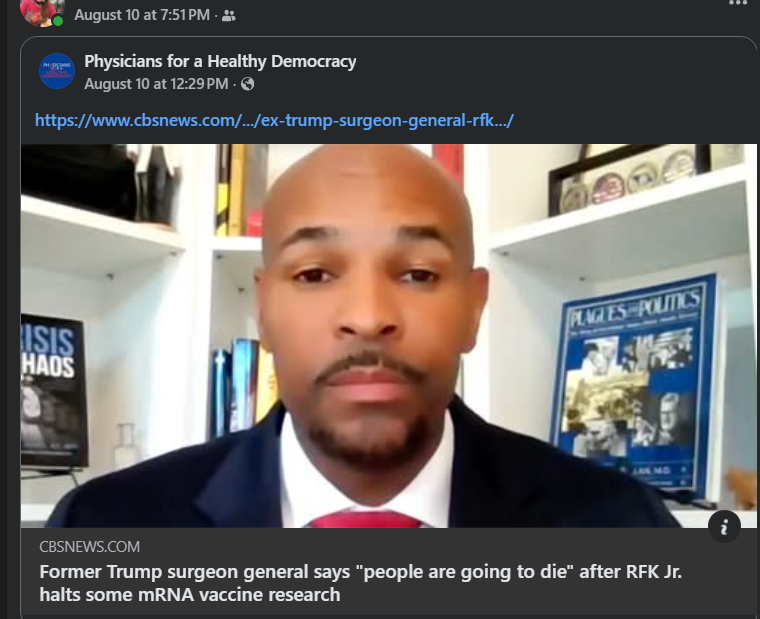 August 10 at 7:51 PM ·
Physicians for a Healthy Democracy
August 10 at 12:29 PM ·
https://www.cbsnews.com/.../ex-trump-surgeon-general-rfk.../
PLAGUES AND POLITICS
ISIS
HADS
CBSNEWS.COM
Former Trump surgeon general says "people are going to die" after RFK Jr.
halts some mRNA vaccine research